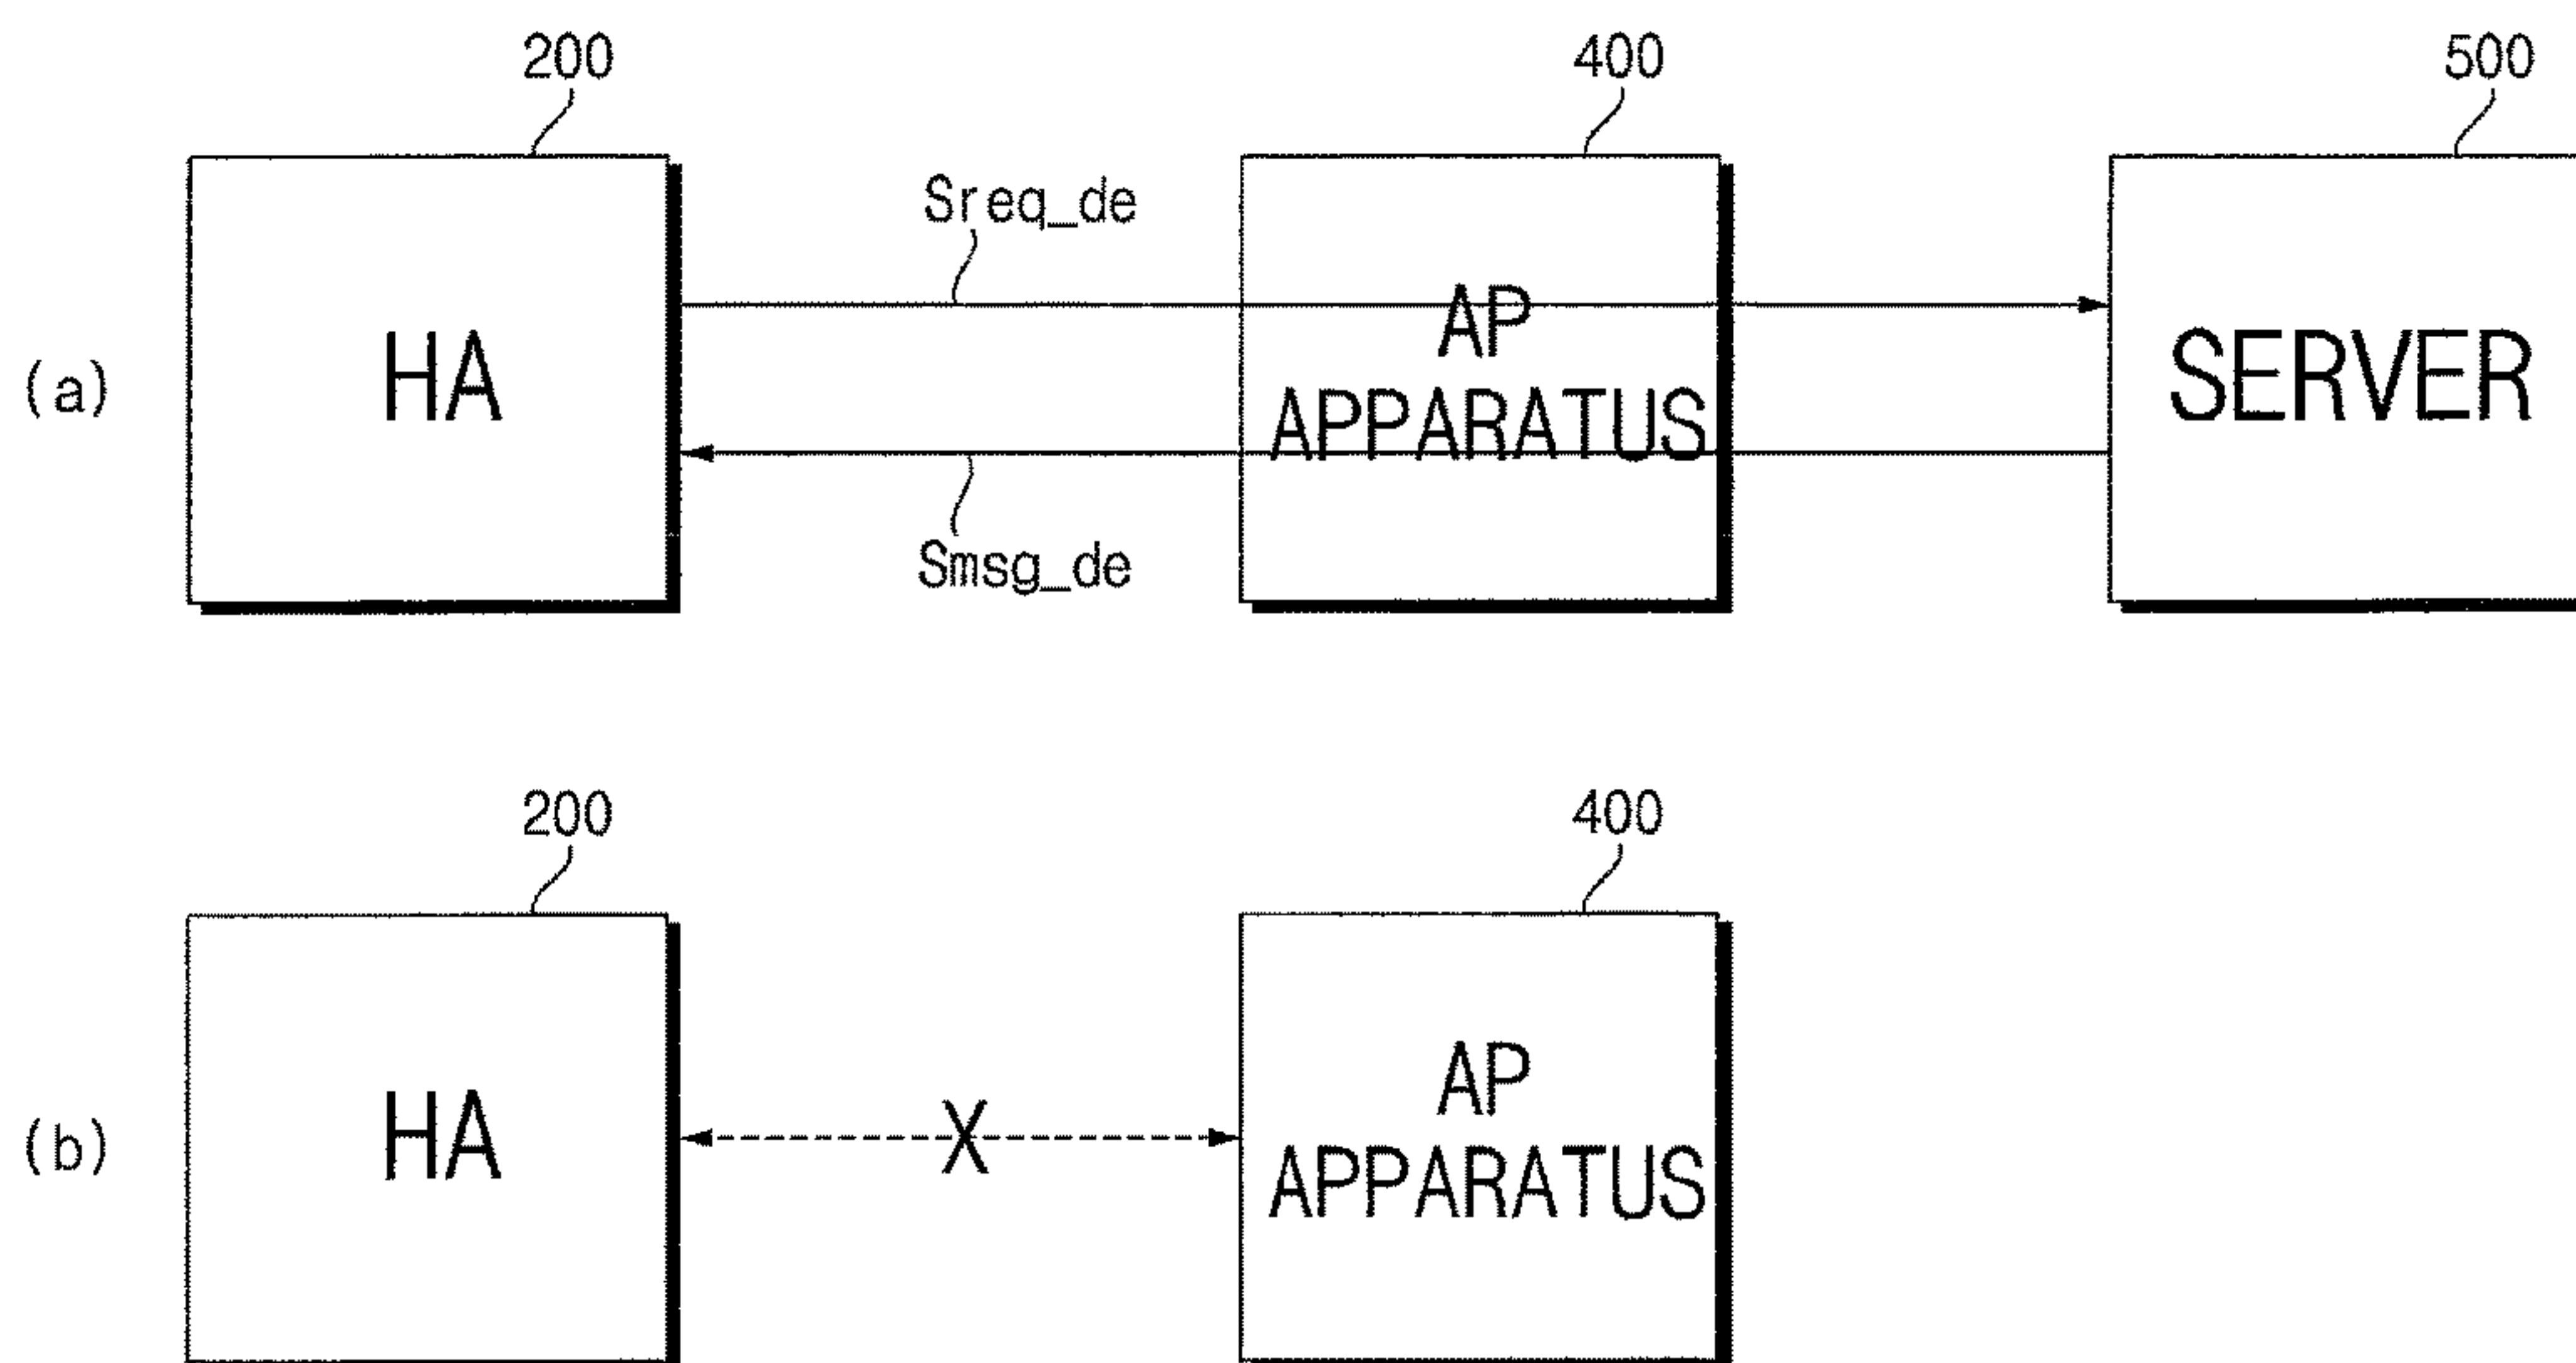 200
400
500
Sreq_de
(a)
HA
AP
APPARATUS
SERVER
Smsg_de
200
400
(b)
HA
X
AP
APPARATUS